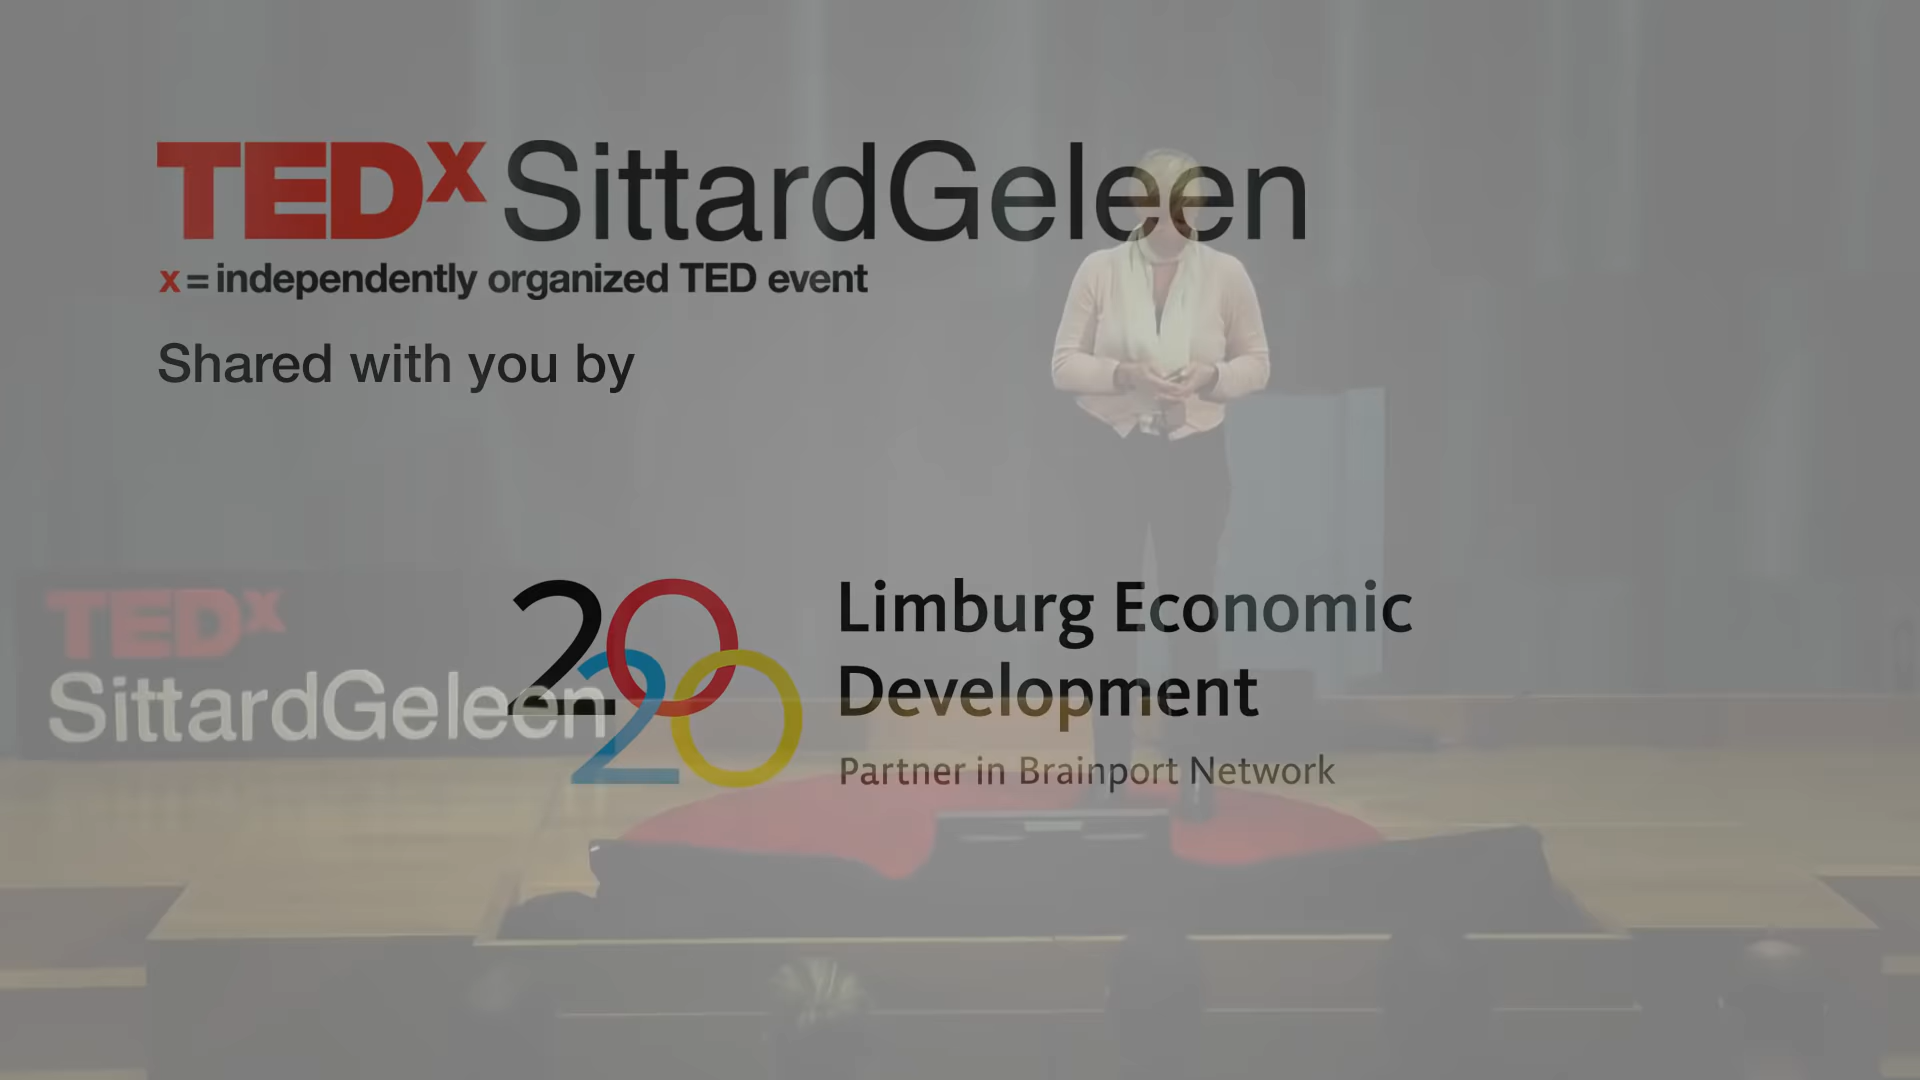 TEDx SittardGeleen
x = independently organized TED event
Shared with you by
2020
Limburg Economic
Development
Partner in Brainport Network
TEDx
SittardGeleen